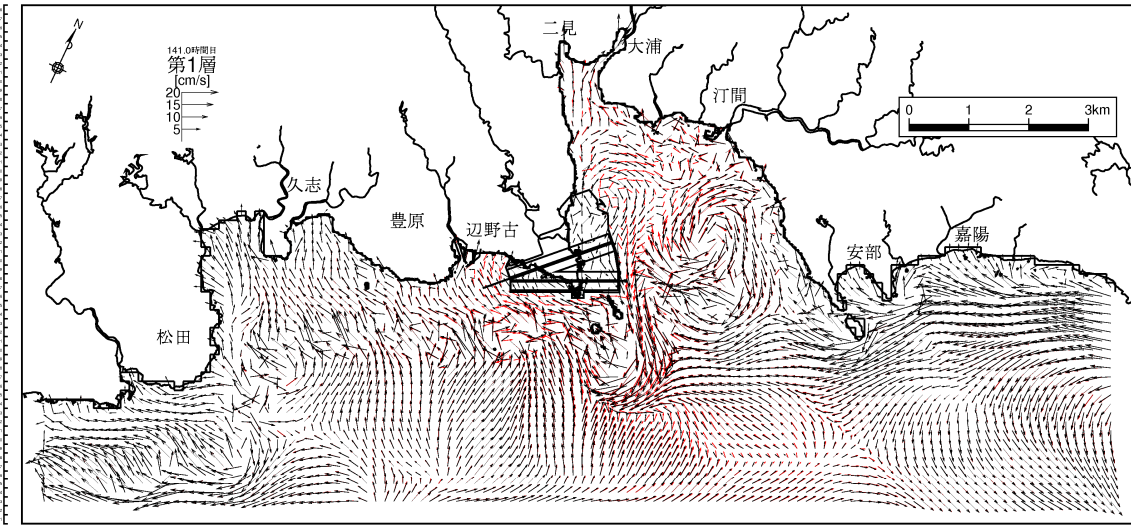 N
141.0時間目
第1層
[cm/s]
20
15
10
5
二見
大浦
汀間
0 1 2 3km
久志
豊原
辺野古
安部
嘉陽
松田